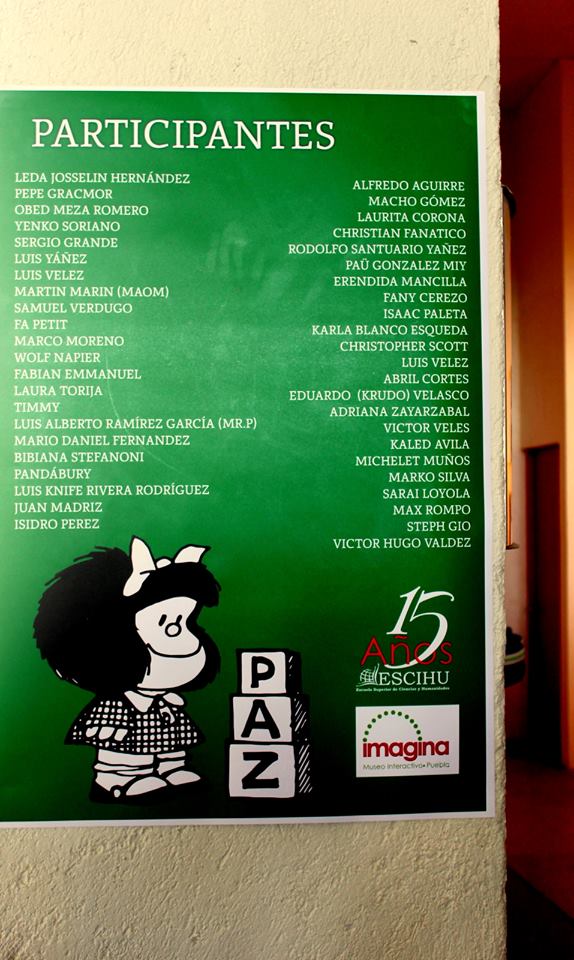 PARTICIPANTES
LEDA JOSSELIN HERNÁNDEZ
PEPE GRACMOR
OBED MEZA ROMERO
YENKO SORIANO
SERGIO GRANDE
LUIS YÁÑEZ
LUIS VELEZ
MARTIN MARIN (MAOM)
SAMUEL VERDUGO
FA PETIT
MARCO MORENO
WOLF NAPIER
FABIAN EMMANUEL
LAURA TORIJA
TIMMY
LUIS ALBERTO RAMÍREZ GARCÍA (MR.P)
MARIO DANIEL FERNANDEZ
BIBIANA STEFANONI
PANDÁBURY
LUIS KNIFE RIVERA RODRÍGUEZ
JUAN MADRIZ
ISIDRO PEREZ
ALFREDO AGUIRRE
MACHO GÓMEZ
LAURITA CORONA
CHRISTIAN FANATICO
RODOLFO SANTUARIO YAÑEZ
PAÜ GONZALEZ MIY
ERENDIDA MANCILLA
FANY CEREZO
ISAAC PALETA
KARLA BLANCO ESQUEDA
CHRISTOPHER SCOTT
LUIS VELEZ
ABRIL CORTES
EDUARDO (KRUDO) VELASCO
ADRIANA ZAYARZABAL
VICTOR VELES
KALED AVILA
MICHELET MUÑOS
MARKO SILVA
SARAI LOYOLA
MAX ROMPO
STEPH GIO
VICTOR HUGO VALDEZ
P
A
Z
15
Años
ESCIHU
Escuela Superior de Ciencias y Humanidades
imagina
Museo Interactivo • Puebla